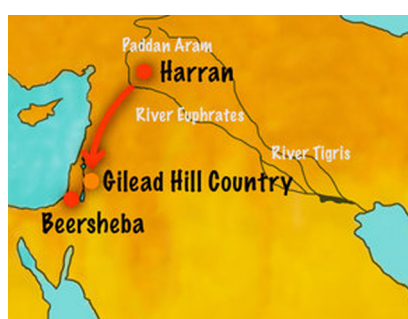 Paddan Aram
Harran
River Euphrates
River Tigris
Gilead Hill Country
Beersheba